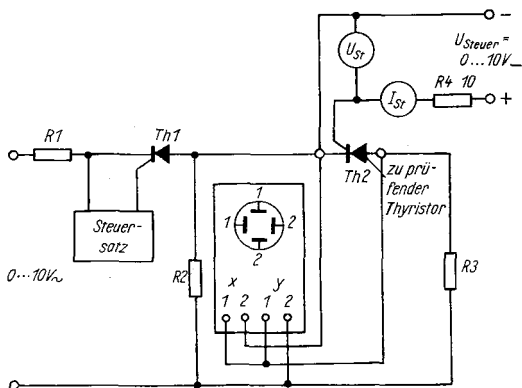 −
U_St
U_Steuer =
0...10V_
I_St
R4 10
+
R1
Th1
Th2
zu prü-
fender
Thyristor
Steuer-
satz
1
1 2
2
0...10V~
R2
x y
1 2 1 2
R3